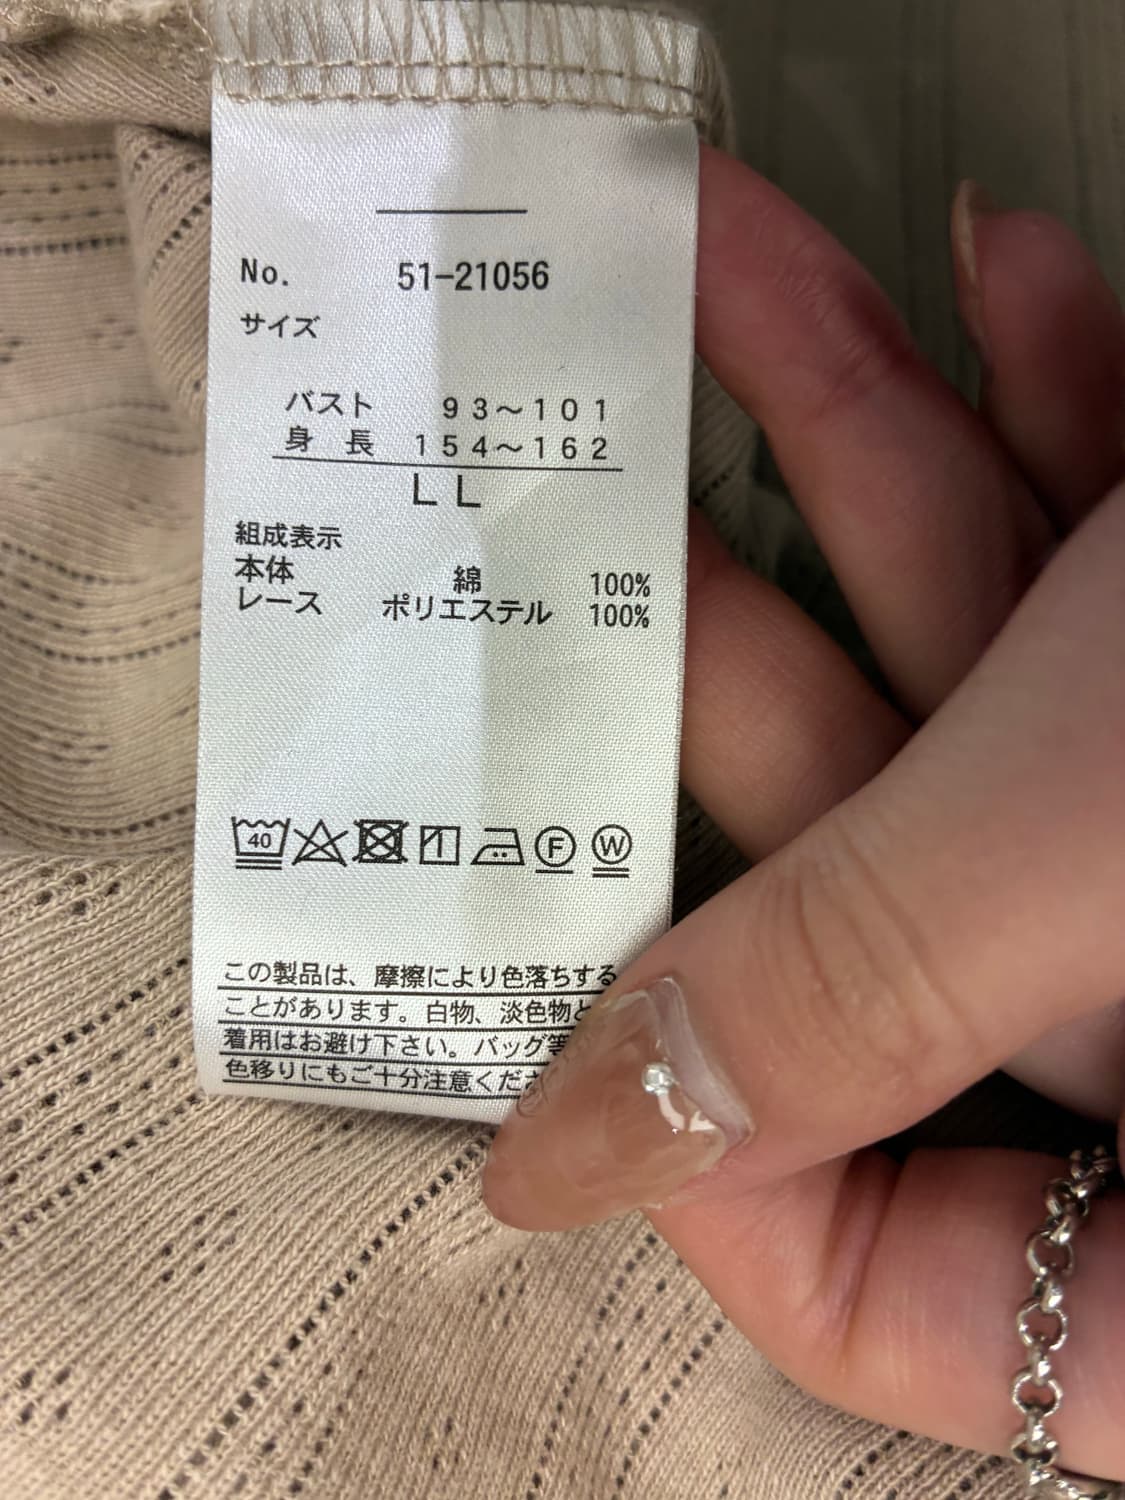 No. 51-21056
サイズ
バスト 93〜101
身長 154〜162
LL
組成表示
本体 綿 100%
レース ポリエステル 100%
40 F W
この製品は、摩擦により色落ちする
ことがあります。白物、淡色物と
着用はお避け下さい。バッグ等
色移りにもご十分注意くだ